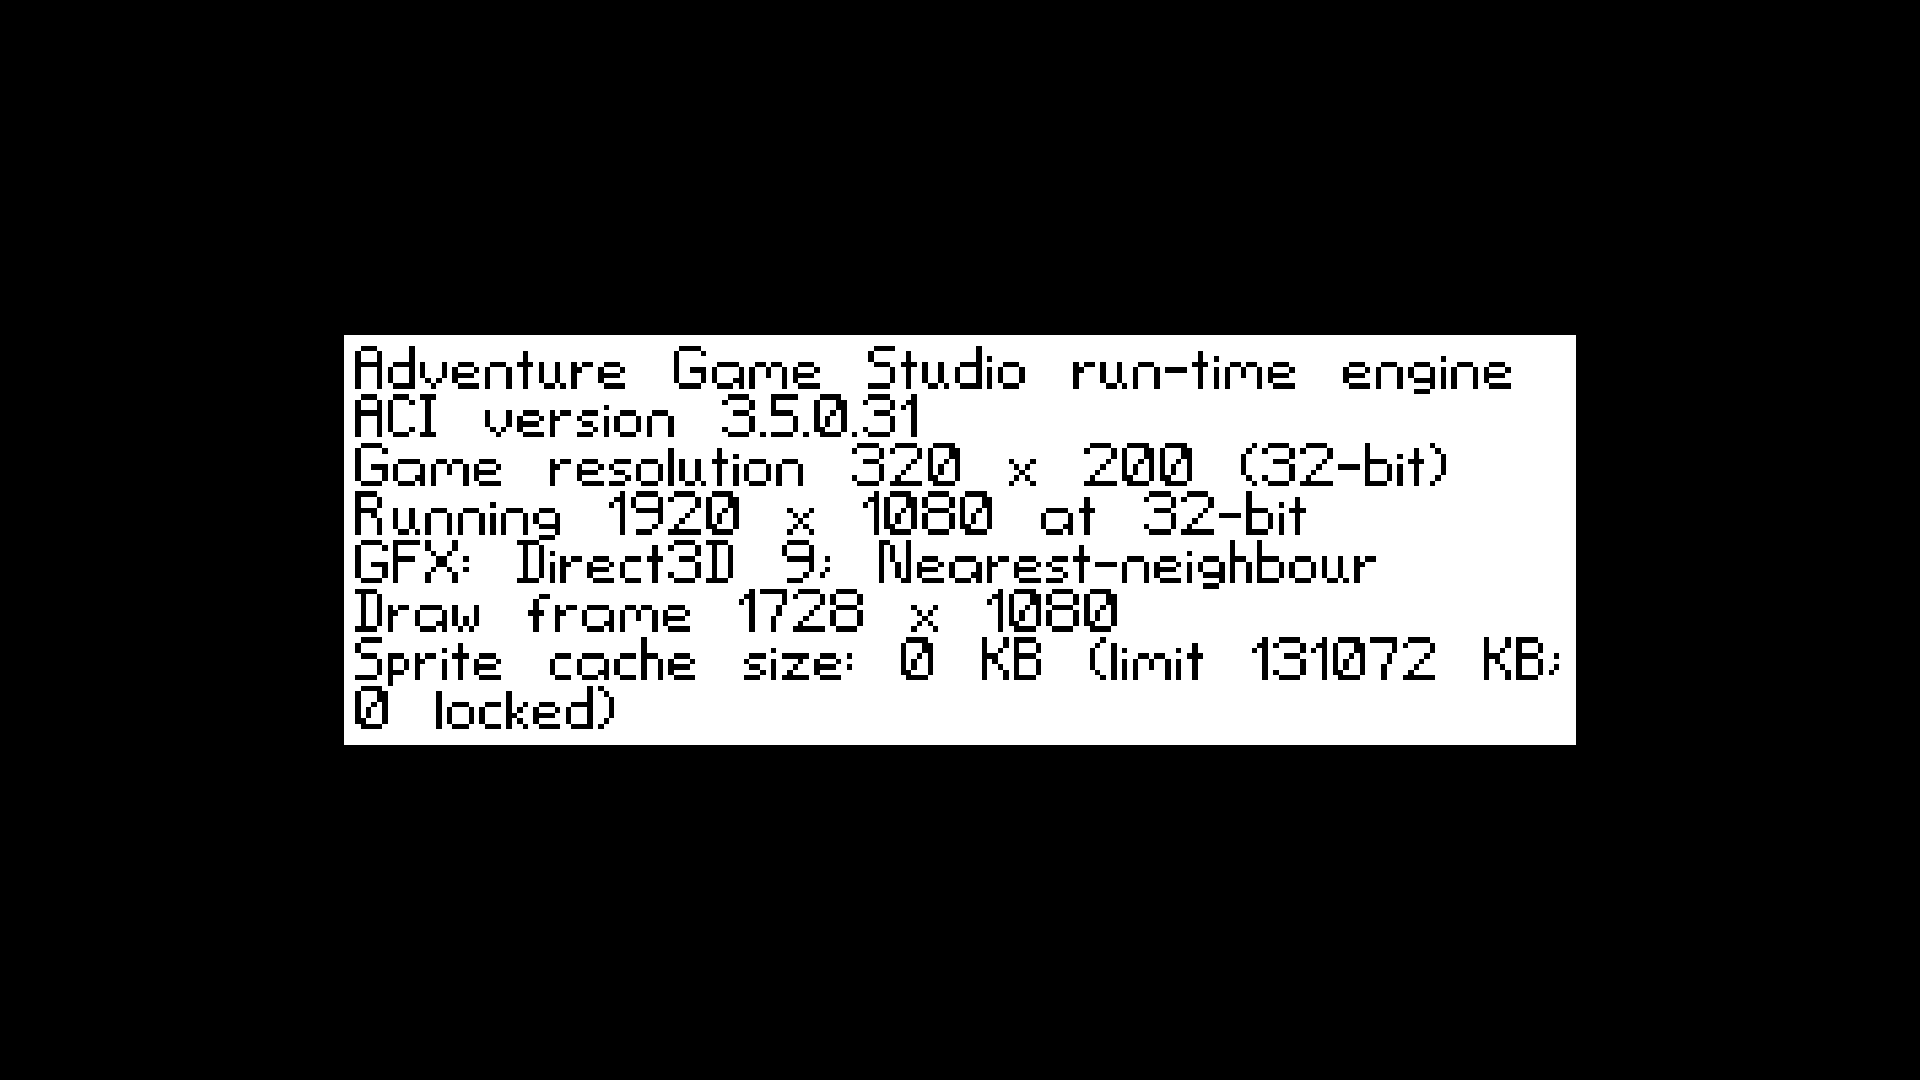 Adventure Game Studio run-time engine
ACI version 3.5.0.31
Game resolution 320 x 200 (32-bit)
Running 1920 x 1080 at 32-bit
GFX: Direct3D 9; Nearest-neighbour
Draw frame 1728 x 1080
Sprite cache size: 0 KB (limit 131072 KB;
0 locked)